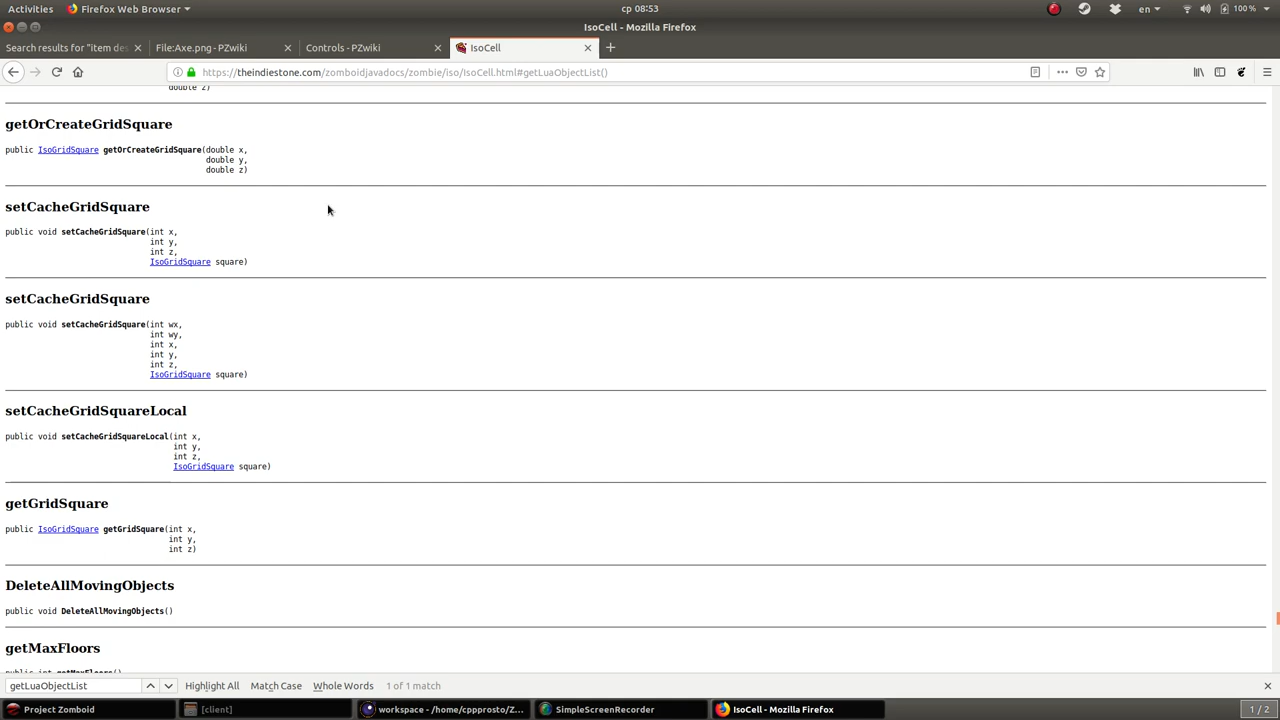 Activities
Firefox Web Browser
ср 08:53
en
100 %
IsoCell - Mozilla Firefox
Search results for "item des
File:Axe.png - PZwiki
Controls - PZwiki
IsoCell
https://theindiestone.com/zomboidjavadocs/zombie/iso/IsoCell.html#getLuaObjectList()
double z)
getOrCreateGridSquare
public IsoGridSquare getOrCreateGridSquare(double x,
double y,
double z)
setCacheGridSquare
public void setCacheGridSquare(int x,
int y,
int z,
IsoGridSquare square)
setCacheGridSquare
public void setCacheGridSquare(int wx,
int wy,
int x,
int y,
int z,
IsoGridSquare square)
setCacheGridSquareLocal
public void setCacheGridSquareLocal(int x,
int y,
int z,
IsoGridSquare square)
getGridSquare
public IsoGridSquare getGridSquare(int x,
int y,
int z)
DeleteAllMovingObjects
public void DeleteAllMovingObjects()
getMaxFloors
public int getMaxFloors()
getLuaObjectList
Highlight All
Match Case
Whole Words
1 of 1 match
Project Zomboid
[client]
workspace - /home/cppprosto/Z...
SimpleScreenRecorder
IsoCell - Mozilla Firefox
1 / 2